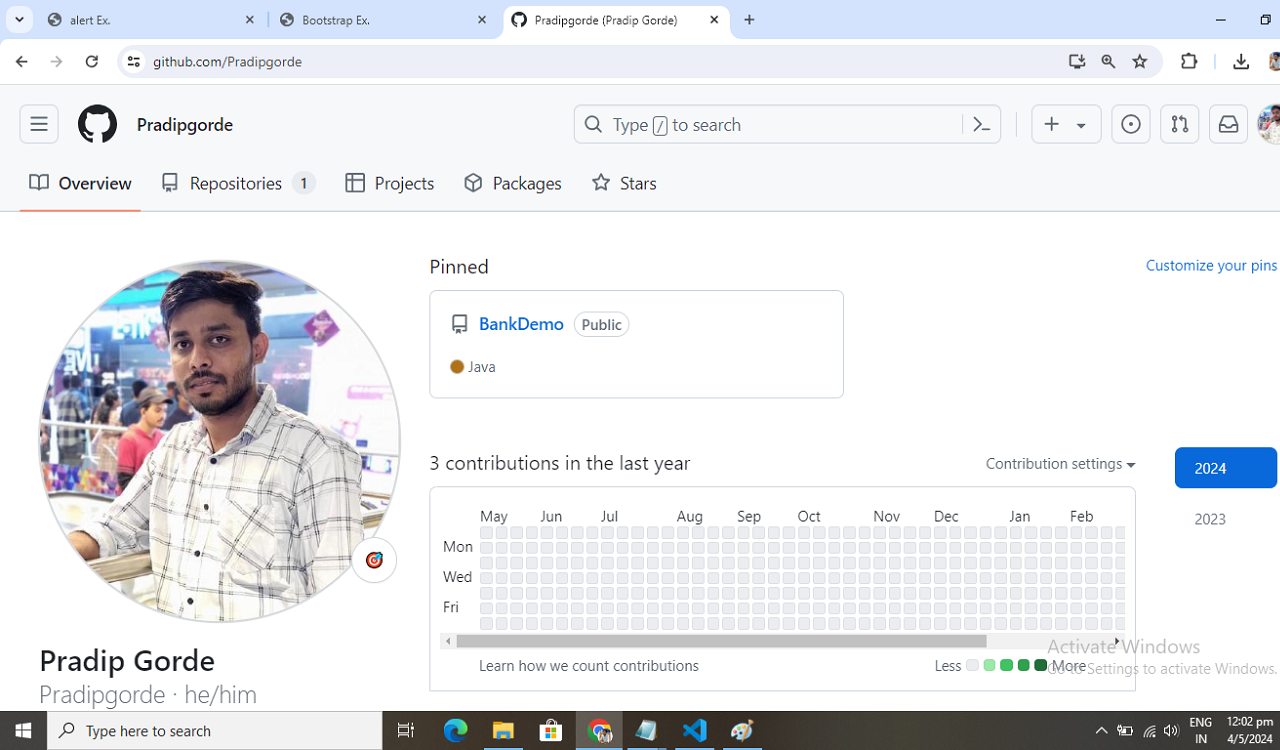 alert Ex.
Bootstrap Ex.
Pradipgorde (Pradip Gorde)
github.com/Pradipgorde
Pradipgorde
Type / to search
Overview
Repositories 1
Projects
Packages
Stars
Pinned
Customize your pins
BankDemo Public
Java
3 contributions in the last year
Contribution settings
2024
2023
May Jun Jul Aug Sep Oct Nov Dec Jan Feb
Mon
Wed
Fri
Learn how we count contributions
Less More
Activate Windows
Go to Settings to activate Windows.
Pradip Gorde
Pradipgorde · he/him
Type here to search
ENG
IN
12:02 pm
4/5/2024